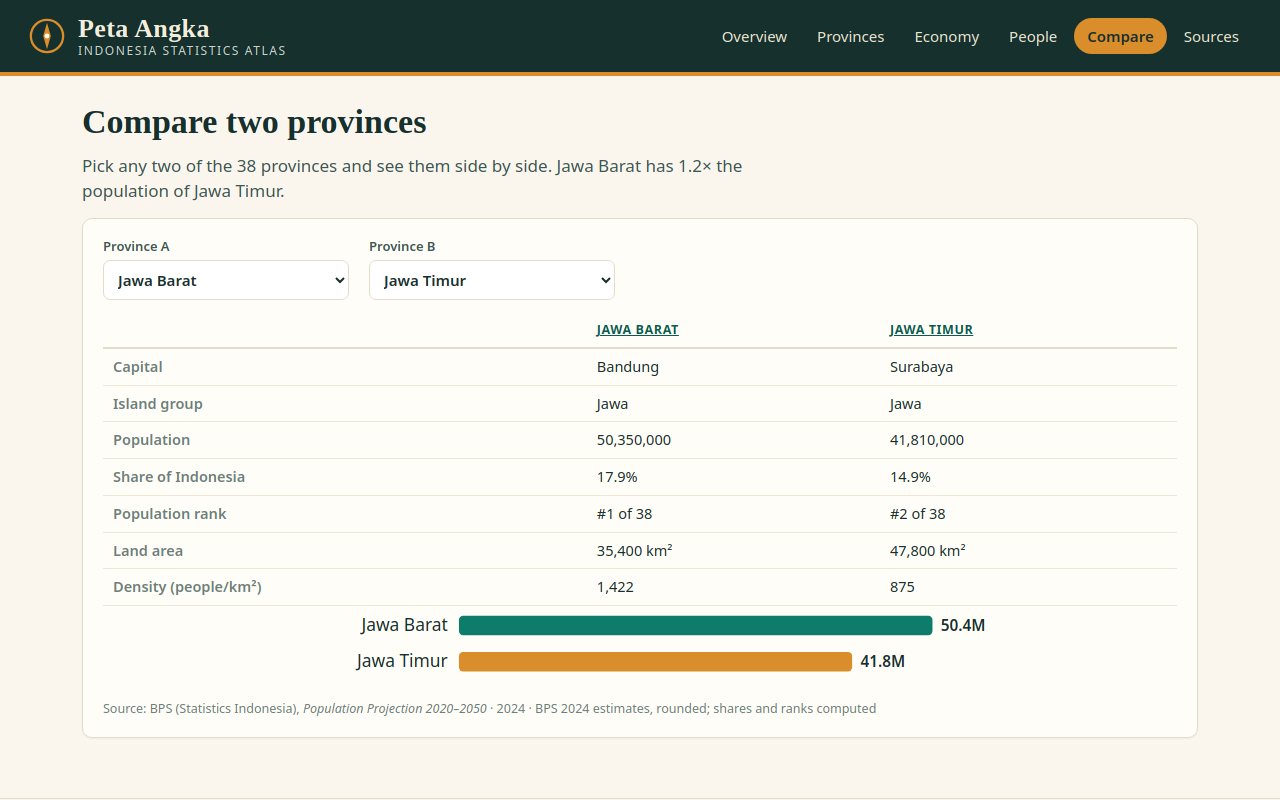 Peta Angka
INDONESIA STATISTICS ATLAS
Overview Provinces Economy People Compare Sources
Compare two provinces
Pick any two of the 38 provinces and see them side by side. Jawa Barat has 1.2× the
population of Jawa Timur.
Province A Province B
Jawa Barat Jawa Timur
JAWA BARAT JAWA TIMUR
Capital Bandung Surabaya
Island group Jawa Jawa
Population 50,350,000 41,810,000
Share of Indonesia 17.9% 14.9%
Population rank #1 of 38 #2 of 38
Land area 35,400 km² 47,800 km²
Density (people/km²) 1,422 875
Jawa Barat 50.4M
Jawa Timur 41.8M
Source: BPS (Statistics Indonesia), Population Projection 2020–2050 · 2024 · BPS 2024 estimates, rounded; shares and ranks computed